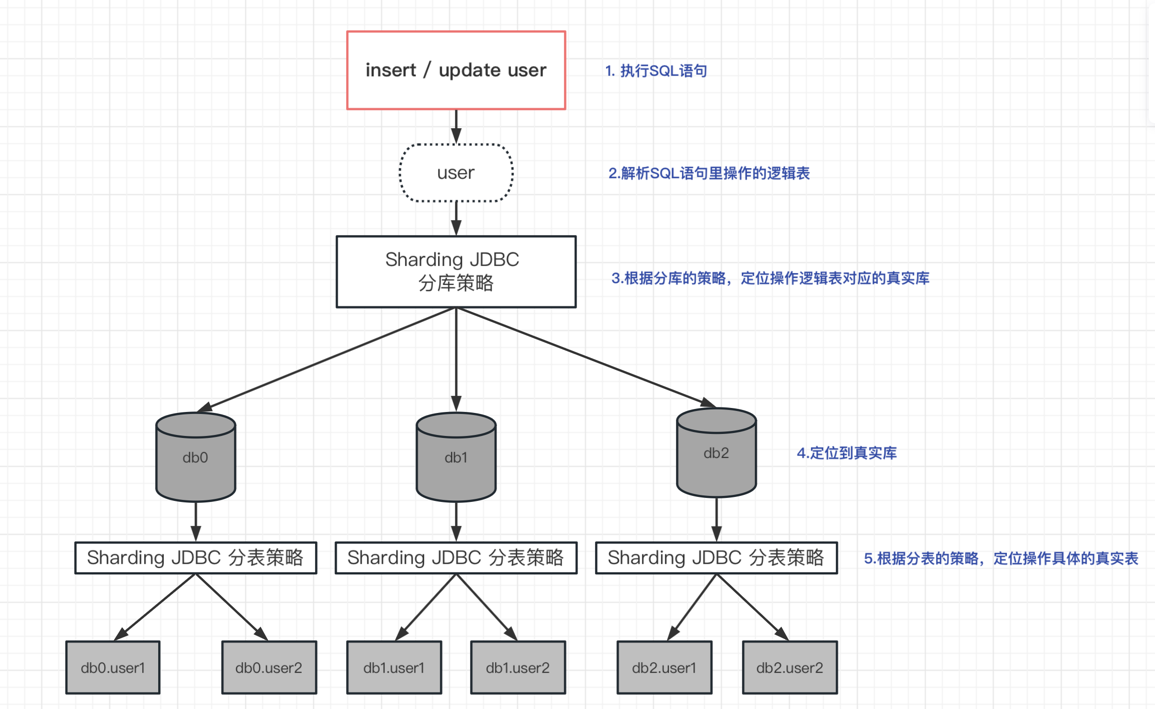 insert / update user
1. 执行SQL语句
user
2.解析SQL语句里操作的逻辑表
Sharding JDBC
分库策略
3.根据分库的策略，定位操作逻辑表对应的真实库
db0
db1
db2
4.定位到真实库
Sharding JDBC 分表策略
Sharding JDBC 分表策略
Sharding JDBC 分表策略
5.根据分表的策略，定位操作具体的真实表
db0.user1
db0.user2
db1.user1
db1.user2
db2.user1
db2.user2